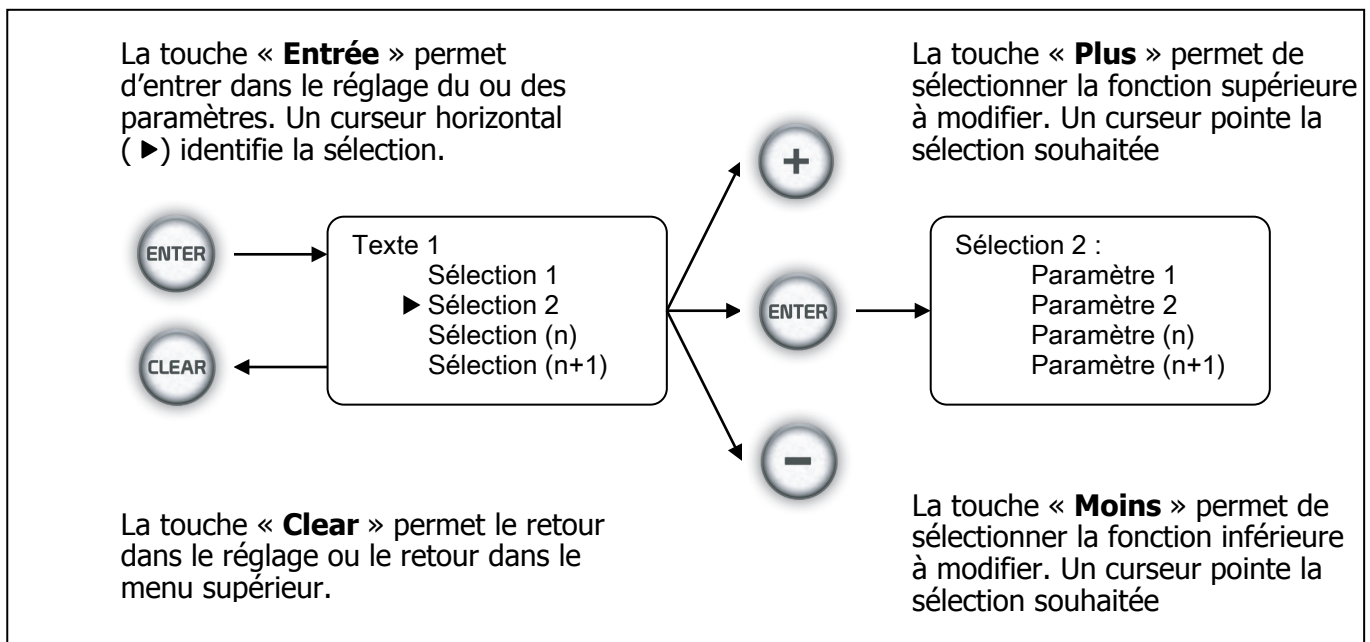 La touche « Entrée » permet
d’entrer dans le réglage du ou des
paramètres. Un curseur horizontal
( ►) identifie la sélection.
La touche « Plus » permet de
sélectionner la fonction supérieure
à modifier. Un curseur pointe la
sélection souhaitée
+
ENTER
CLEAR
Texte 1
Sélection 1
► Sélection 2
Sélection (n)
Sélection (n+1)
ENTER
Sélection 2 :
Paramètre 1
Paramètre 2
Paramètre (n)
Paramètre (n+1)
−
La touche « Clear » permet le retour
dans le réglage ou le retour dans le
menu supérieur.
La touche « Moins » permet de
sélectionner la fonction inférieure
à modifier. Un curseur pointe la
sélection souhaitée